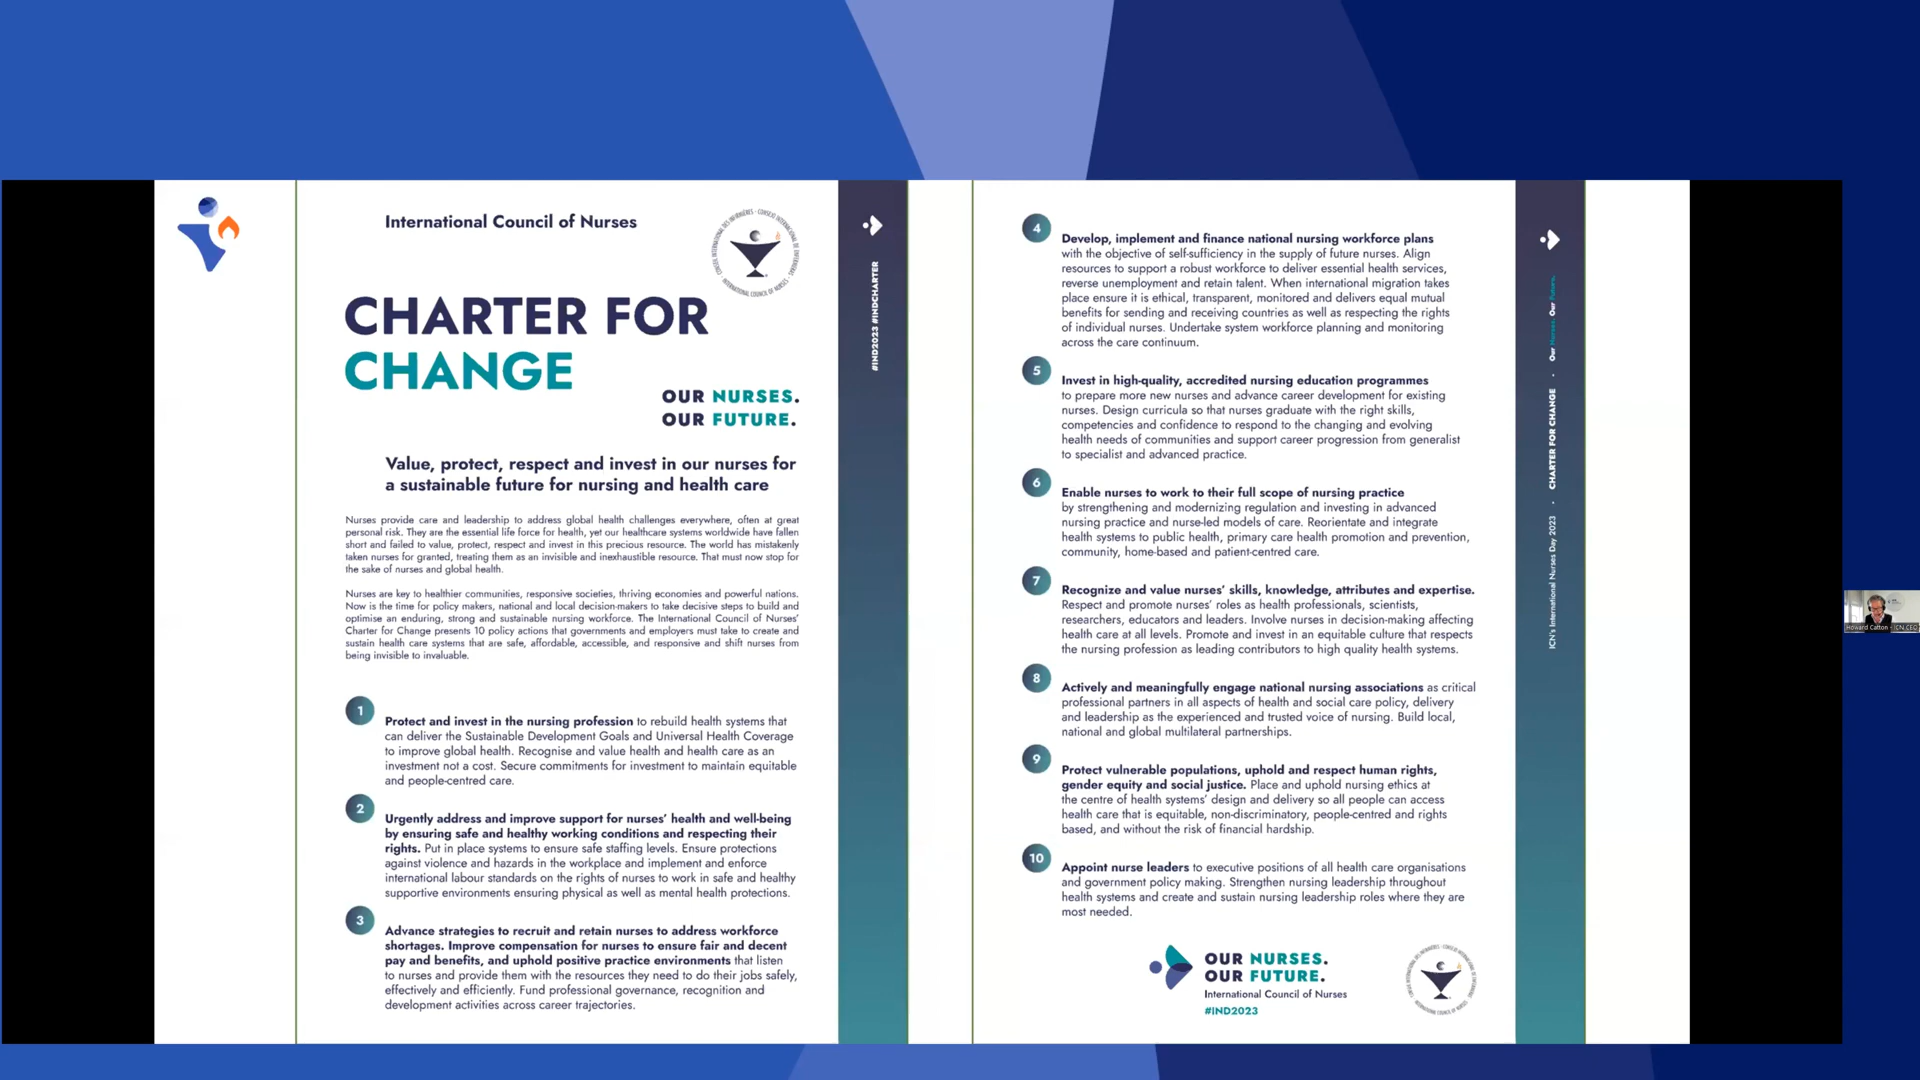 International Council of Nurses
CHARTER FOR
CHANGE
OUR NURSES.
OUR FUTURE.
Value, protect, respect and invest in our nurses for
a sustainable future for nursing and health care
Nurses provide care and leadership to address global health challenges everywhere, often at great
personal risk. They are the essential life force for health, yet our healthcare systems worldwide have fallen
short and failed to value, protect, respect and invest in this precious resource. The world has mistakenly
taken nurses for granted, treating them as an invisible and inexhaustible resource. That must now stop for
the sake of nurses and global health.
Nurses are key to healthier communities, responsive societies, thriving economies and powerful nations.
Now is the time for policy makers, national and local decision-makers to take decisive steps to build and
optimise an enduring, strong and sustainable nursing workforce. The International Council of Nurses'
Charter for Change presents 10 policy actions that governments and employers must take to create and
sustain health care systems that are safe, affordable, accessible, and responsive and shift nurses from
being invisible to invaluable.
1
Protect and invest in the nursing profession to rebuild health systems that
can deliver the Sustainable Development Goals and Universal Health Coverage
to improve global health. Recognise and value health and health care as an
investment not a cost. Secure commitments for investment to maintain equitable
and people-centred care.
2
Urgently address and improve support for nurses' health and well-being
by ensuring safe and healthy working conditions and respecting their
rights. Put in place systems to ensure safe staffing levels. Ensure protections
against violence and hazards in the workplace and implement and enforce
international labour standards on the rights of nurses to work in safe and healthy
supportive environments ensuring physical as well as mental health protections.
3
Advance strategies to recruit and retain nurses to address workforce
shortages. Improve compensation for nurses to ensure fair and decent
pay and benefits, and uphold positive practice environments that listen
to nurses and provide them with the resources they need to do their jobs safely,
effectively and efficiently. Fund professional governance, recognition and
development activities across career trajectories.
#IND2023 #INDCHARTER
4
Develop, implement and finance national nursing workforce plans
with the objective of self-sufficiency in the supply of future nurses. Align
resources to support a robust workforce to deliver essential health services,
reverse unemployment and retain talent. When international migration takes
place ensure it is ethical, transparent, monitored and delivers equal mutual
benefits for sending and receiving countries as well as respecting the rights
of individual nurses. Undertake system workforce planning and monitoring
across the care continuum.
5
Invest in high-quality, accredited nursing education programmes
to prepare more new nurses and advance career development for existing
nurses. Design curricula so that nurses graduate with the right skills,
competencies and confidence to respond to the changing and evolving
health needs of communities and support career progression from generalist
to specialist and advanced practice.
6
Enable nurses to work to their full scope of nursing practice
by strengthening and modernizing regulation and investing in advanced
nursing practice and nurse-led models of care. Reorientate and integrate
health systems to public health, primary care health promotion and prevention,
community, home-based and patient-centred care.
7
Recognize and value nurses' skills, knowledge, attributes and expertise.
Respect and promote nurses' roles as health professionals, scientists,
researchers, educators and leaders. Involve nurses in decision-making affecting
health care at all levels. Promote and invest in an equitable culture that respects
the nursing profession as leading contributors to high quality health systems.
8
Actively and meaningfully engage national nursing associations as critical
professional partners in all aspects of health and social care policy, delivery
and leadership as the experienced and trusted voice of nursing. Build local,
national and global multilateral partnerships.
9
Protect vulnerable populations, uphold and respect human rights,
gender equity and social justice. Place and uphold nursing ethics at
the centre of health systems' design and delivery so all people can access
health care that is equitable, non-discriminatory, people-centred and rights
based, and without the risk of financial hardship.
10
Appoint nurse leaders to executive positions of all health care organisations
and government policy making. Strengthen nursing leadership throughout
health systems and create and sustain nursing leadership roles where they are
most needed.
OUR NURSES.
OUR FUTURE.
International Council of Nurses
#IND2023
ICN's International Nurses Day 2023 • CHARTER FOR CHANGE • Our Nurses. Our Future.
Howard Catton - ICN CEO